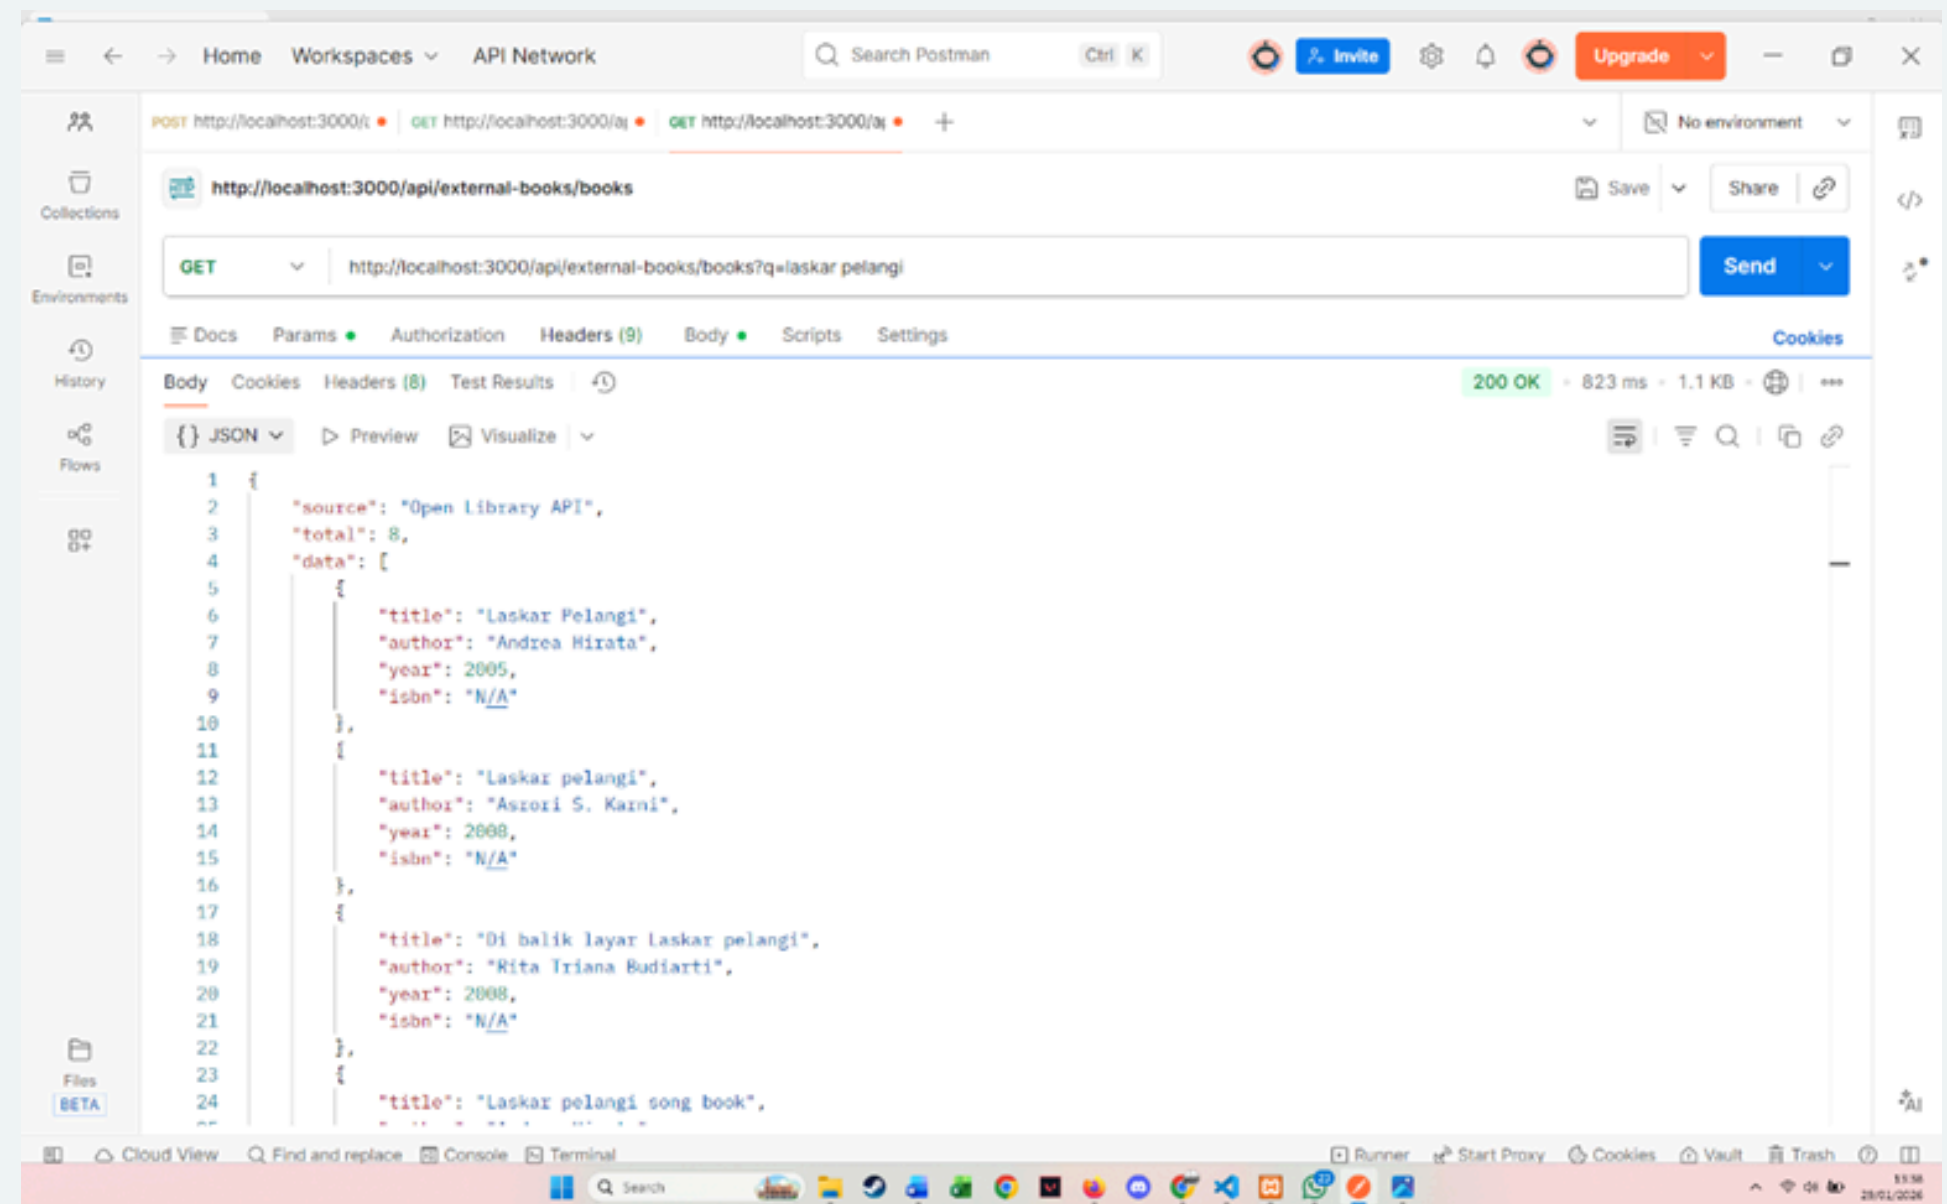 Home Workspaces API Network Search Postman Ctrl K Invite Upgrade
POST http://localhost:3000/ GET http://localhost:3000/a GET http://localhost:3000/a No environment
http://localhost:3000/api/external-books/books Save Share
Collections
GET http://localhost:3000/api/external-books/books?q=laskar pelangi Send
Environments
Docs Params Authorization Headers (9) Body Scripts Settings Cookies
History
Body Cookies Headers (8) Test Results 200 OK 823 ms 1.1 KB
{} JSON Preview Visualize
Flows
1 {
2 "source": "Open Library API",
3 "total": 8,
4 "data": [
5 {
6 "title": "Laskar Pelangi",
7 "author": "Andrea Hirata",
8 "year": 2005,
9 "isbn": "N/A"
10 },
11 {
12 "title": "Laskar pelangi",
13 "author": "Asrori S. Karni",
14 "year": 2008,
15 "isbn": "N/A"
16 },
17 {
18 "title": "Di balik layar Laskar pelangi",
19 "author": "Rita Triana Budiarti",
20 "year": 2008,
21 "isbn": "N/A"
22 },
23 {
24 "title": "Laskar pelangi song book",
Files
BETA
AI
Cloud View Find and replace Console Terminal Runner Start Proxy Cookies Vault Trash
Search